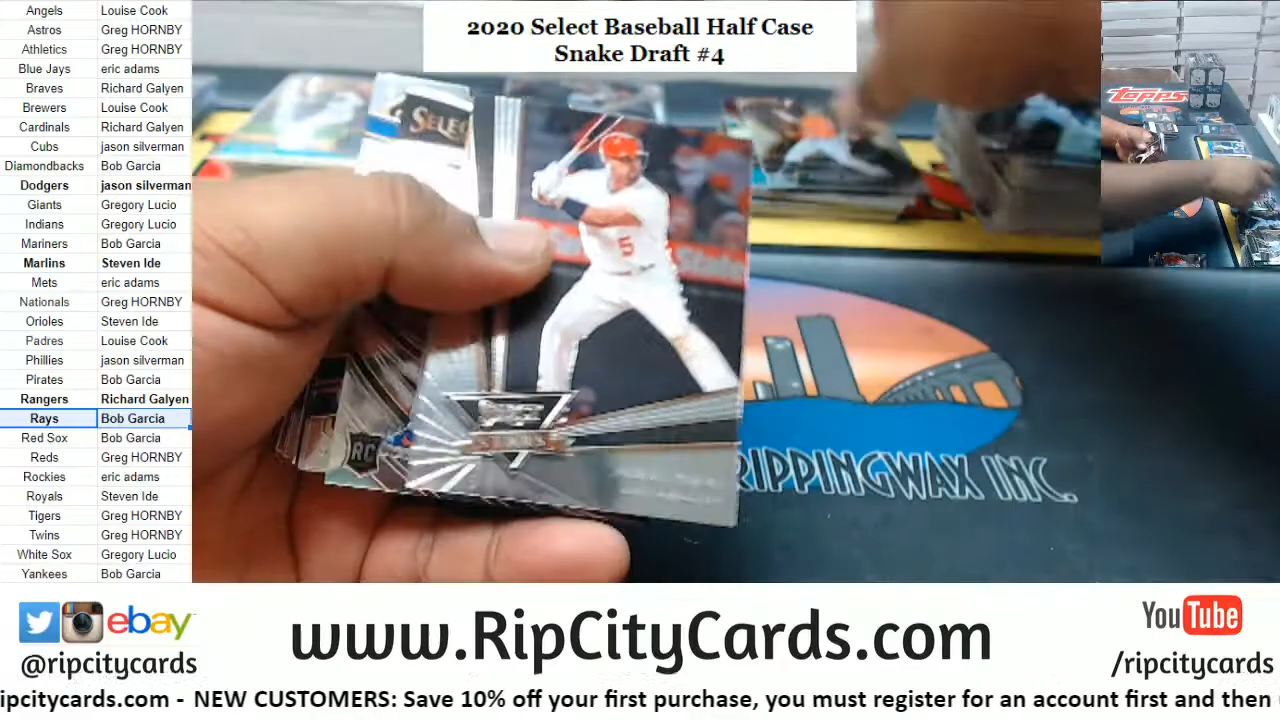 2020 Select Baseball Half Case
Snake Draft #4
Angels Louise Cook
Astros Greg HORNBY
Athletics Greg HORNBY
Blue Jays eric adams
Braves Richard Galyen
Brewers Louise Cook
Cardinals Richard Galyen
Cubs jason silverman
Diamondbacks Bob Garcia
Dodgers jason silverman
Giants Gregory Lucio
Indians Gregory Lucio
Mariners Bob Garcia
Marlins Steven Ide
Mets eric adams
Nationals Greg HORNBY
Orioles Steven Ide
Padres Louise Cook
Phillies jason silverman
Pirates Bob Garcia
Rangers Richard Galyen
Rays Bob Garcia
Red Sox Bob Garcia
Reds Greg HORNBY
Rockies eric adams
Royals Steven Ide
Tigers Greg HORNBY
Twins Greg HORNBY
White Sox Gregory Lucio
Yankees Bob Garcia
SELEC
5
RC
Topps
RIPPINGWAX INC.
ebay
@ripcitycards
www.RipCityCards.com
YouTube
/ripcitycards
ipcitycards.com - NEW CUSTOMERS: Save 10% off your first purchase, you must register for an account first and then